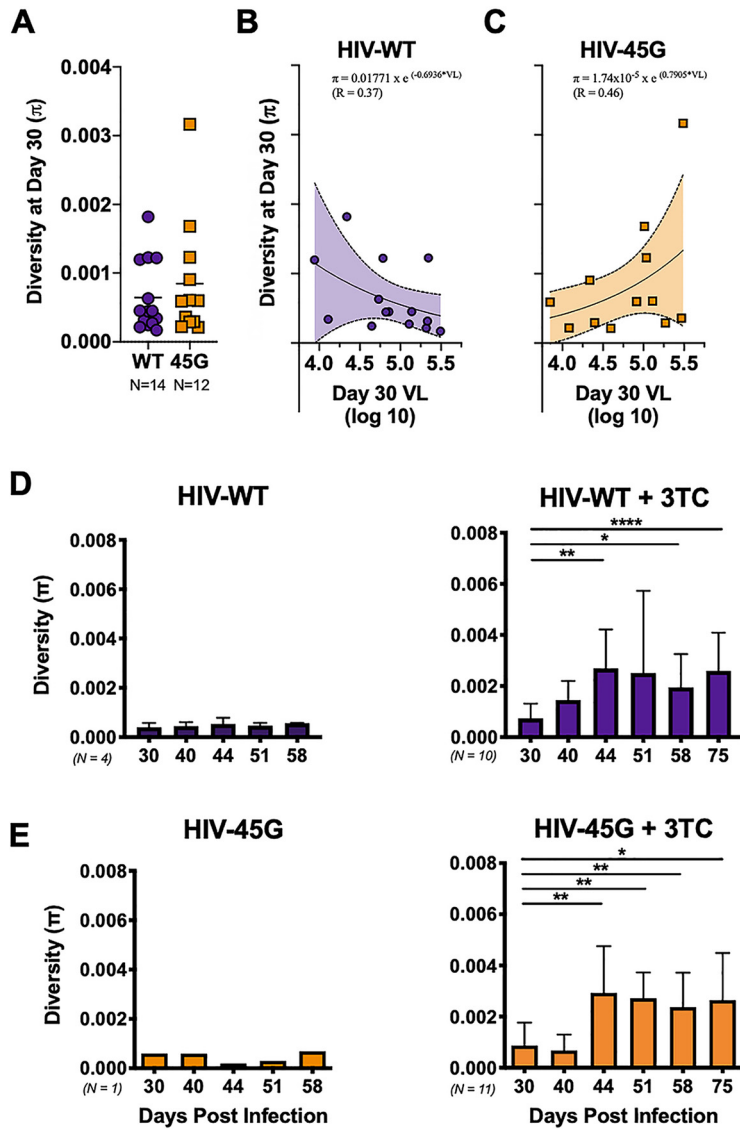 A
Diversity at Day 30 (π)
0.004
0.003
0.002
0.001
0.000
WT 45G
N=14 N=12
B
HIV-WT
π = 0.01771 x e (-0.6936*VL)
(R = 0.37)
Diversity at Day 30 (π)
4.0 4.5 5.0 5.5
Day 30 VL
(log 10)
C
HIV-45G
π = 1.74x10-5 x e (0.7905*VL)
(R = 0.46)
4.0 4.5 5.0 5.5
Day 30 VL
(log 10)
D
HIV-WT
Diversity (π)
0.008
0.006
0.004
0.002
0.000
(N = 4)
30 40 44 51 58
HIV-WT + 3TC
0.008
0.006
0.004
0.002
0.000
****
*
**
(N = 10)
30 40 44 51 58 75
E
HIV-45G
Diversity (π)
0.008
0.006
0.004
0.002
0.000
(N = 1)
30 40 44 51 58
Days Post Infection
HIV-45G + 3TC
0.008
0.006
0.004
0.002
0.000
*
**
**
**
(N = 11)
30 40 44 51 58 75
Days Post Infection